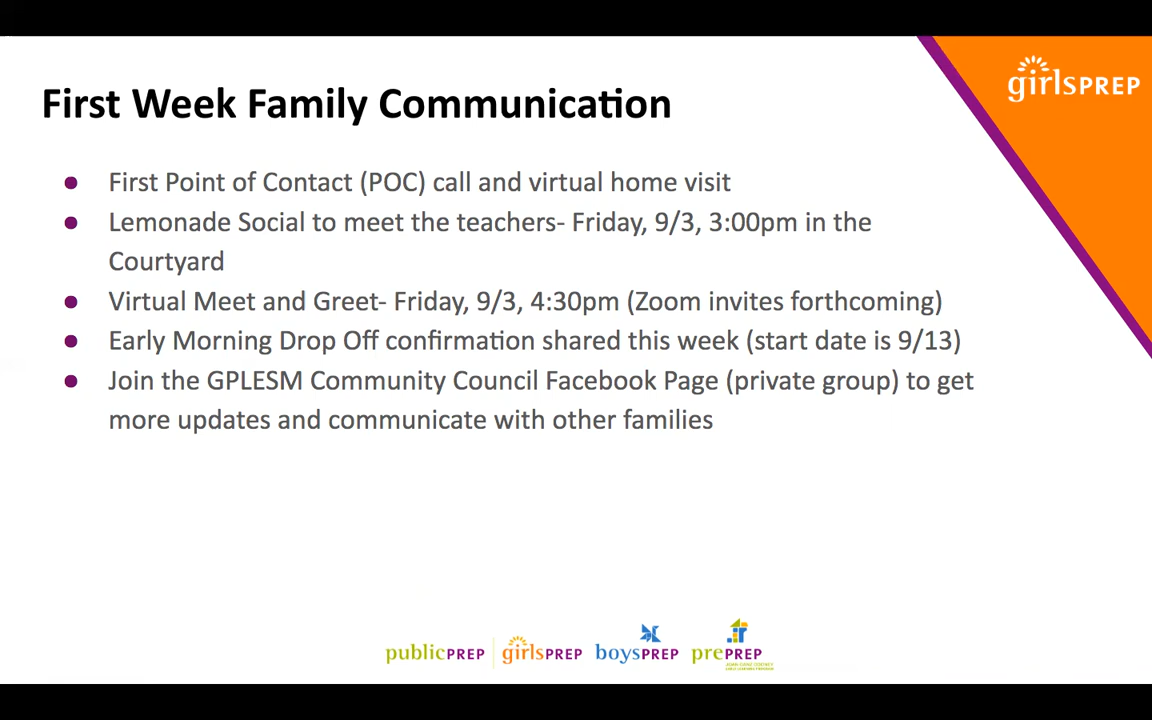 girlsPREP
First Week Family Communication
● First Point of Contact (POC) call and virtual home visit
● Lemonade Social to meet the teachers- Friday, 9/3, 3:00pm in the
Courtyard
● Virtual Meet and Greet- Friday, 9/3, 4:30pm (Zoom invites forthcoming)
● Early Morning Drop Off confirmation shared this week (start date is 9/13)
● Join the GPLESM Community Council Facebook Page (private group) to get
more updates and communicate with other families
publicPREP girlsPREP boysPREP prePREP